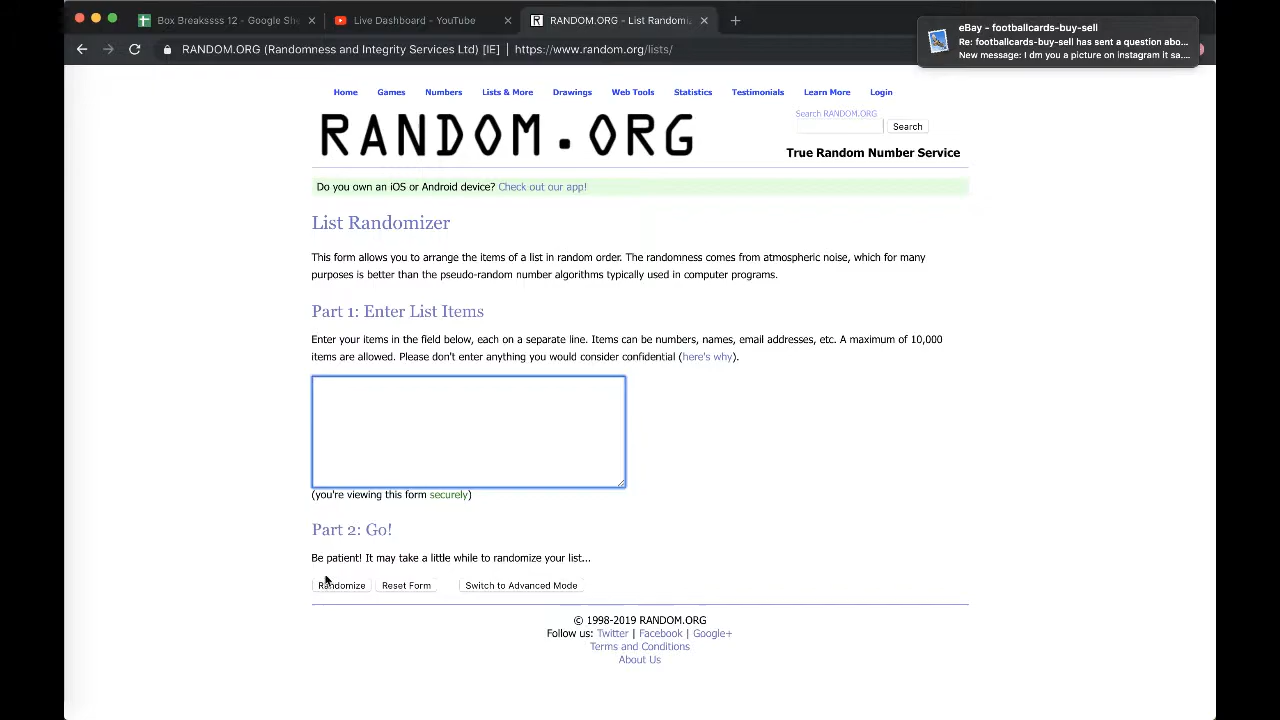 Box Breakssss 12 - Google She
Live Dashboard - YouTube
RANDOM.ORG - List Randomiz
RANDOM.ORG (Randomness and Integrity Services Ltd) [IE] | https://www.random.org/lists/
eBay - footballcards-buy-sell
Re: footballcards-buy-sell has sent a question abo...
New message: I dm you a picture on instagram it sa....
Home Games Numbers Lists & More Drawings Web Tools Statistics Testimonials Learn More Login
RANDOM.ORG
Search RANDOM.ORG
Search
True Random Number Service
Do you own an iOS or Android device? Check out our app!
List Randomizer
This form allows you to arrange the items of a list in random order. The randomness comes from atmospheric noise, which for many
purposes is better than the pseudo-random number algorithms typically used in computer programs.
Part 1: Enter List Items
Enter your items in the field below, each on a separate line. Items can be numbers, names, email addresses, etc. A maximum of 10,000
items are allowed. Please don't enter anything you would consider confidential (here's why).
(you're viewing this form securely)
Part 2: Go!
Be patient! It may take a little while to randomize your list...
Randomize Reset Form Switch to Advanced Mode
© 1998-2019 RANDOM.ORG
Follow us: Twitter | Facebook | Google+
Terms and Conditions
About Us